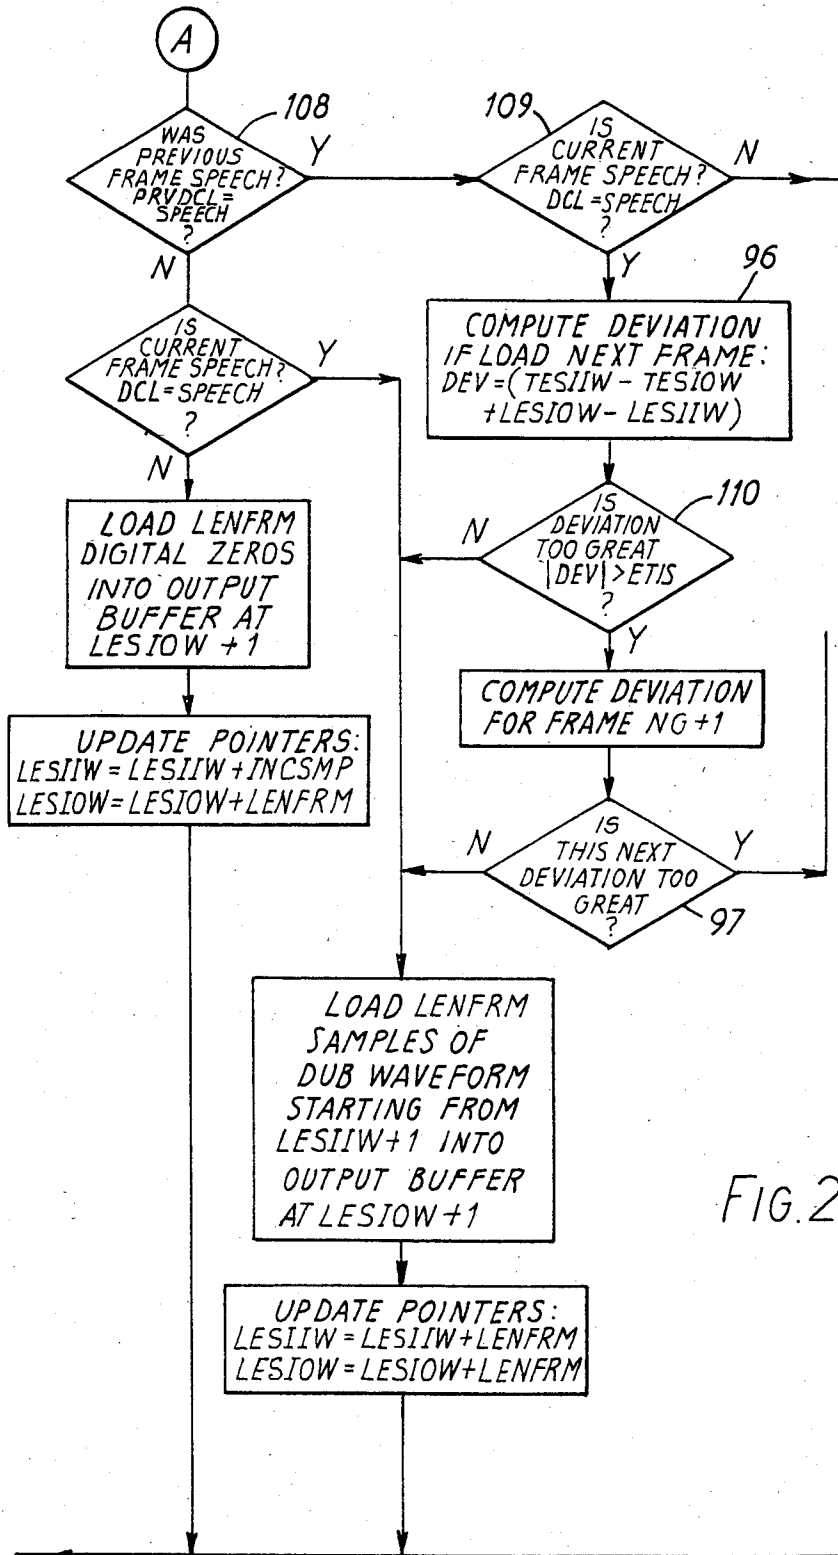 A
108
WAS
PREVIOUS
FRAME SPEECH?
PRVDCL=
SPEECH
?
Y
N
109
IS
CURRENT
FRAME SPEECH?
DCL=SPEECH
?
N
Y
IS
CURRENT
FRAME SPEECH?
DCL=SPEECH
?
Y
N
96
COMPUTE DEVIATION
IF LOAD NEXT FRAME:
DEV=(TESIIW-TESIOW
+LESIOW-LESIIW)
110
IS
DEVIATION
TOO GREAT
|DEV|>ETIS
?
N
Y
LOAD LENFRM
DIGITAL ZEROS
INTO OUTPUT
BUFFER AT
LESIOW +1
COMPUTE DEVIATION
FOR FRAME NO+1
UPDATE POINTERS:
LESIIW=LESIIW+INCSMP
LESIOW=LESIOW+LENFRM
IS
THIS NEXT
DEVIATION TOO
GREAT
?
N
Y
97
LOAD LENFRM
SAMPLES OF
DUB WAVEFORM
STARTING FROM
LESIIW+1 INTO
OUTPUT BUFFER
AT LESIOW+1
FIG.2
UPDATE POINTERS:
LESIIW=LESIIW+LENFRM
LESIOW=LESIOW+LENFRM